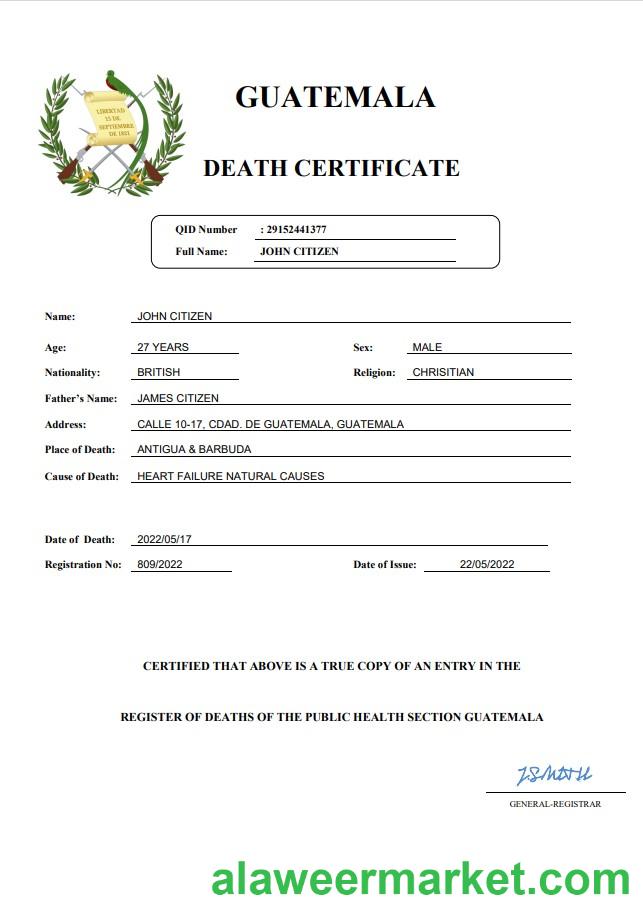 LIBERTAD
15 DE
SEPTIEMBRE
DE 1821
GUATEMALA
DEATH CERTIFICATE
QID Number : 29152441377
Full Name: JOHN CITIZEN
Name: JOHN CITIZEN
Age: 27 YEARS Sex: MALE
Nationality: BRITISH Religion: CHRISITIAN
Father's Name: JAMES CITIZEN
Address: CALLE 10-17, CDAD. DE GUATEMALA, GUATEMALA
Place of Death: ANTIGUA & BARBUDA
Cause of Death: HEART FAILURE NATURAL CAUSES
Date of Death: 2022/05/17
Registration No: 809/2022 Date of Issue: 22/05/2022
CERTIFIED THAT ABOVE IS A TRUE COPY OF AN ENTRY IN THE
REGISTER OF DEATHS OF THE PUBLIC HEALTH SECTION GUATEMALA
GENERAL-REGISTRAR
alaweermarket.com